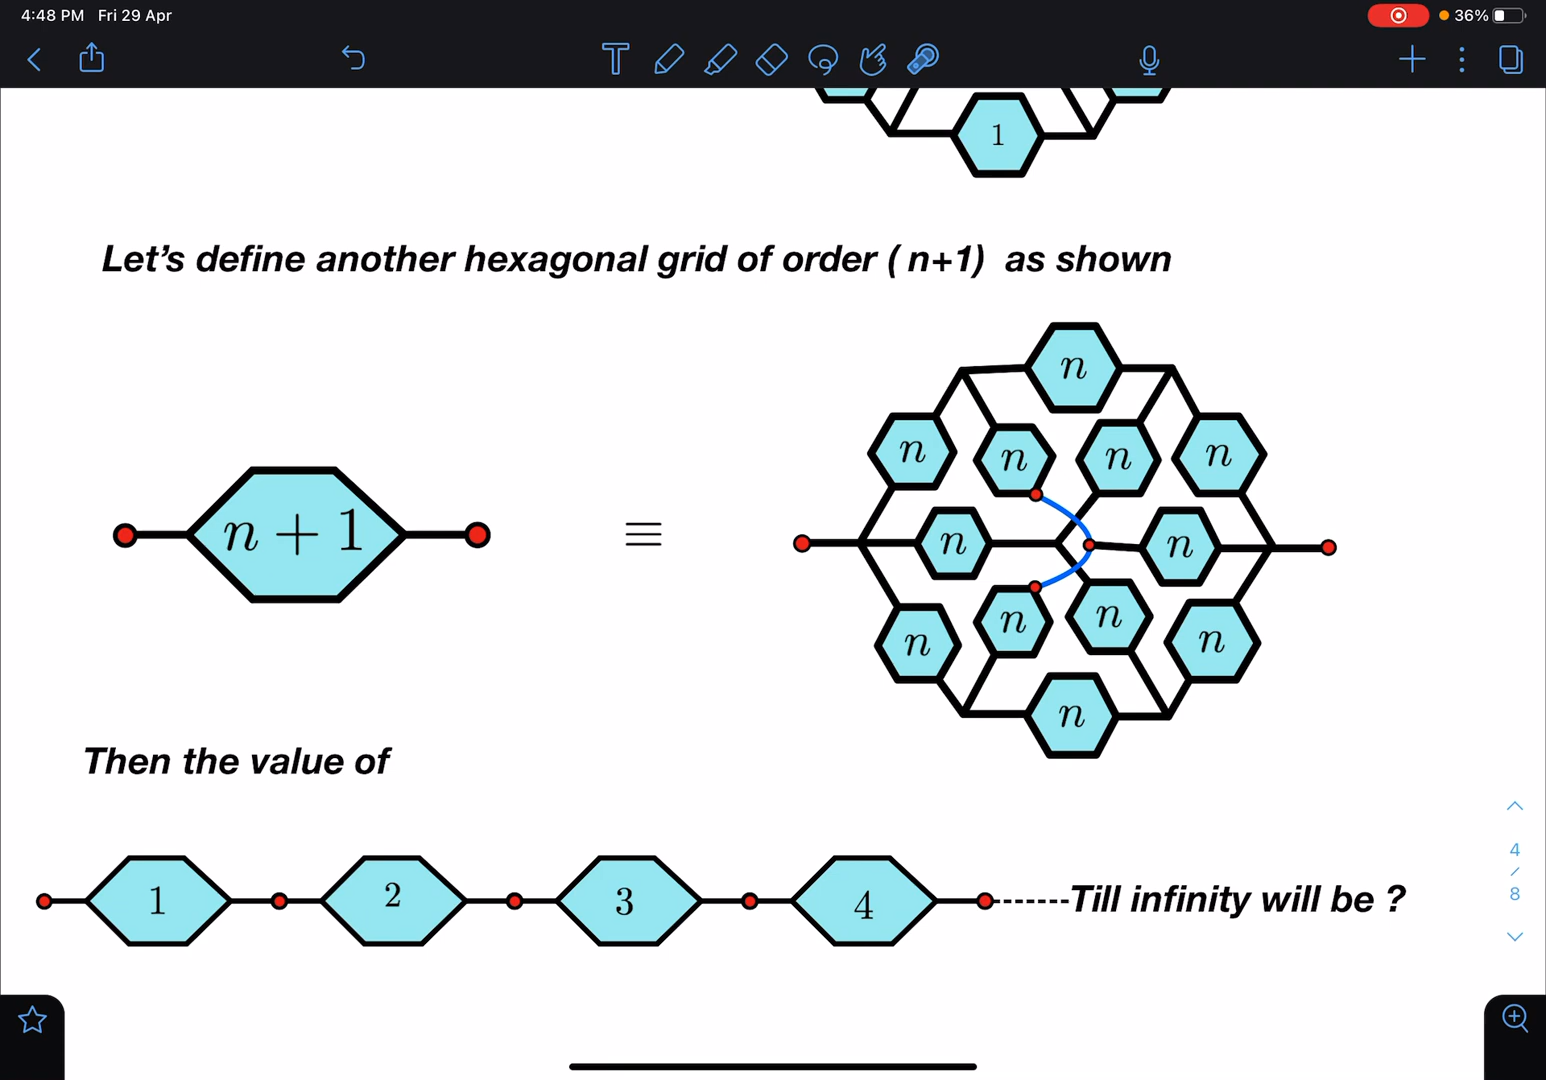 4:48 PM Fri 29 Apr
36%
1
Let's define another hexagonal grid of order ( n+1) as shown
n
n n n n
n + 1 ≡ n n
n n n n
n
Then the value of
1 2 3 4 ------Till infinity will be ?
4
/
8